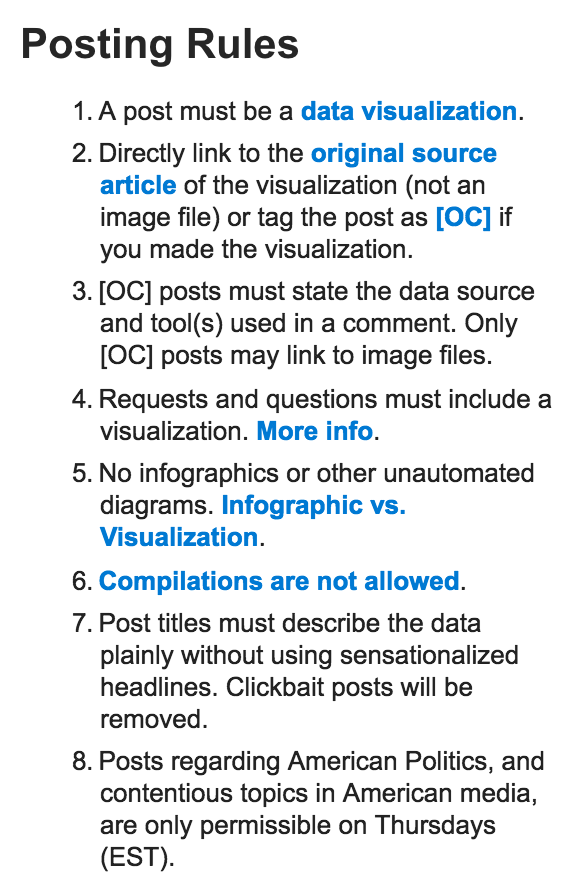 Posting Rules
1. A post must be a data visualization.
2. Directly link to the original source
article of the visualization (not an
image file) or tag the post as [OC] if
you made the visualization.
3. [OC] posts must state the data source
and tool(s) used in a comment. Only
[OC] posts may link to image files.
4. Requests and questions must include a
visualization. More info.
5. No infographics or other unautomated
diagrams. Infographic vs.
Visualization.
6. Compilations are not allowed.
7. Post titles must describe the data
plainly without using sensationalized
headlines. Clickbait posts will be
removed.
8. Posts regarding American Politics, and
contentious topics in American media,
are only permissible on Thursdays
(EST).